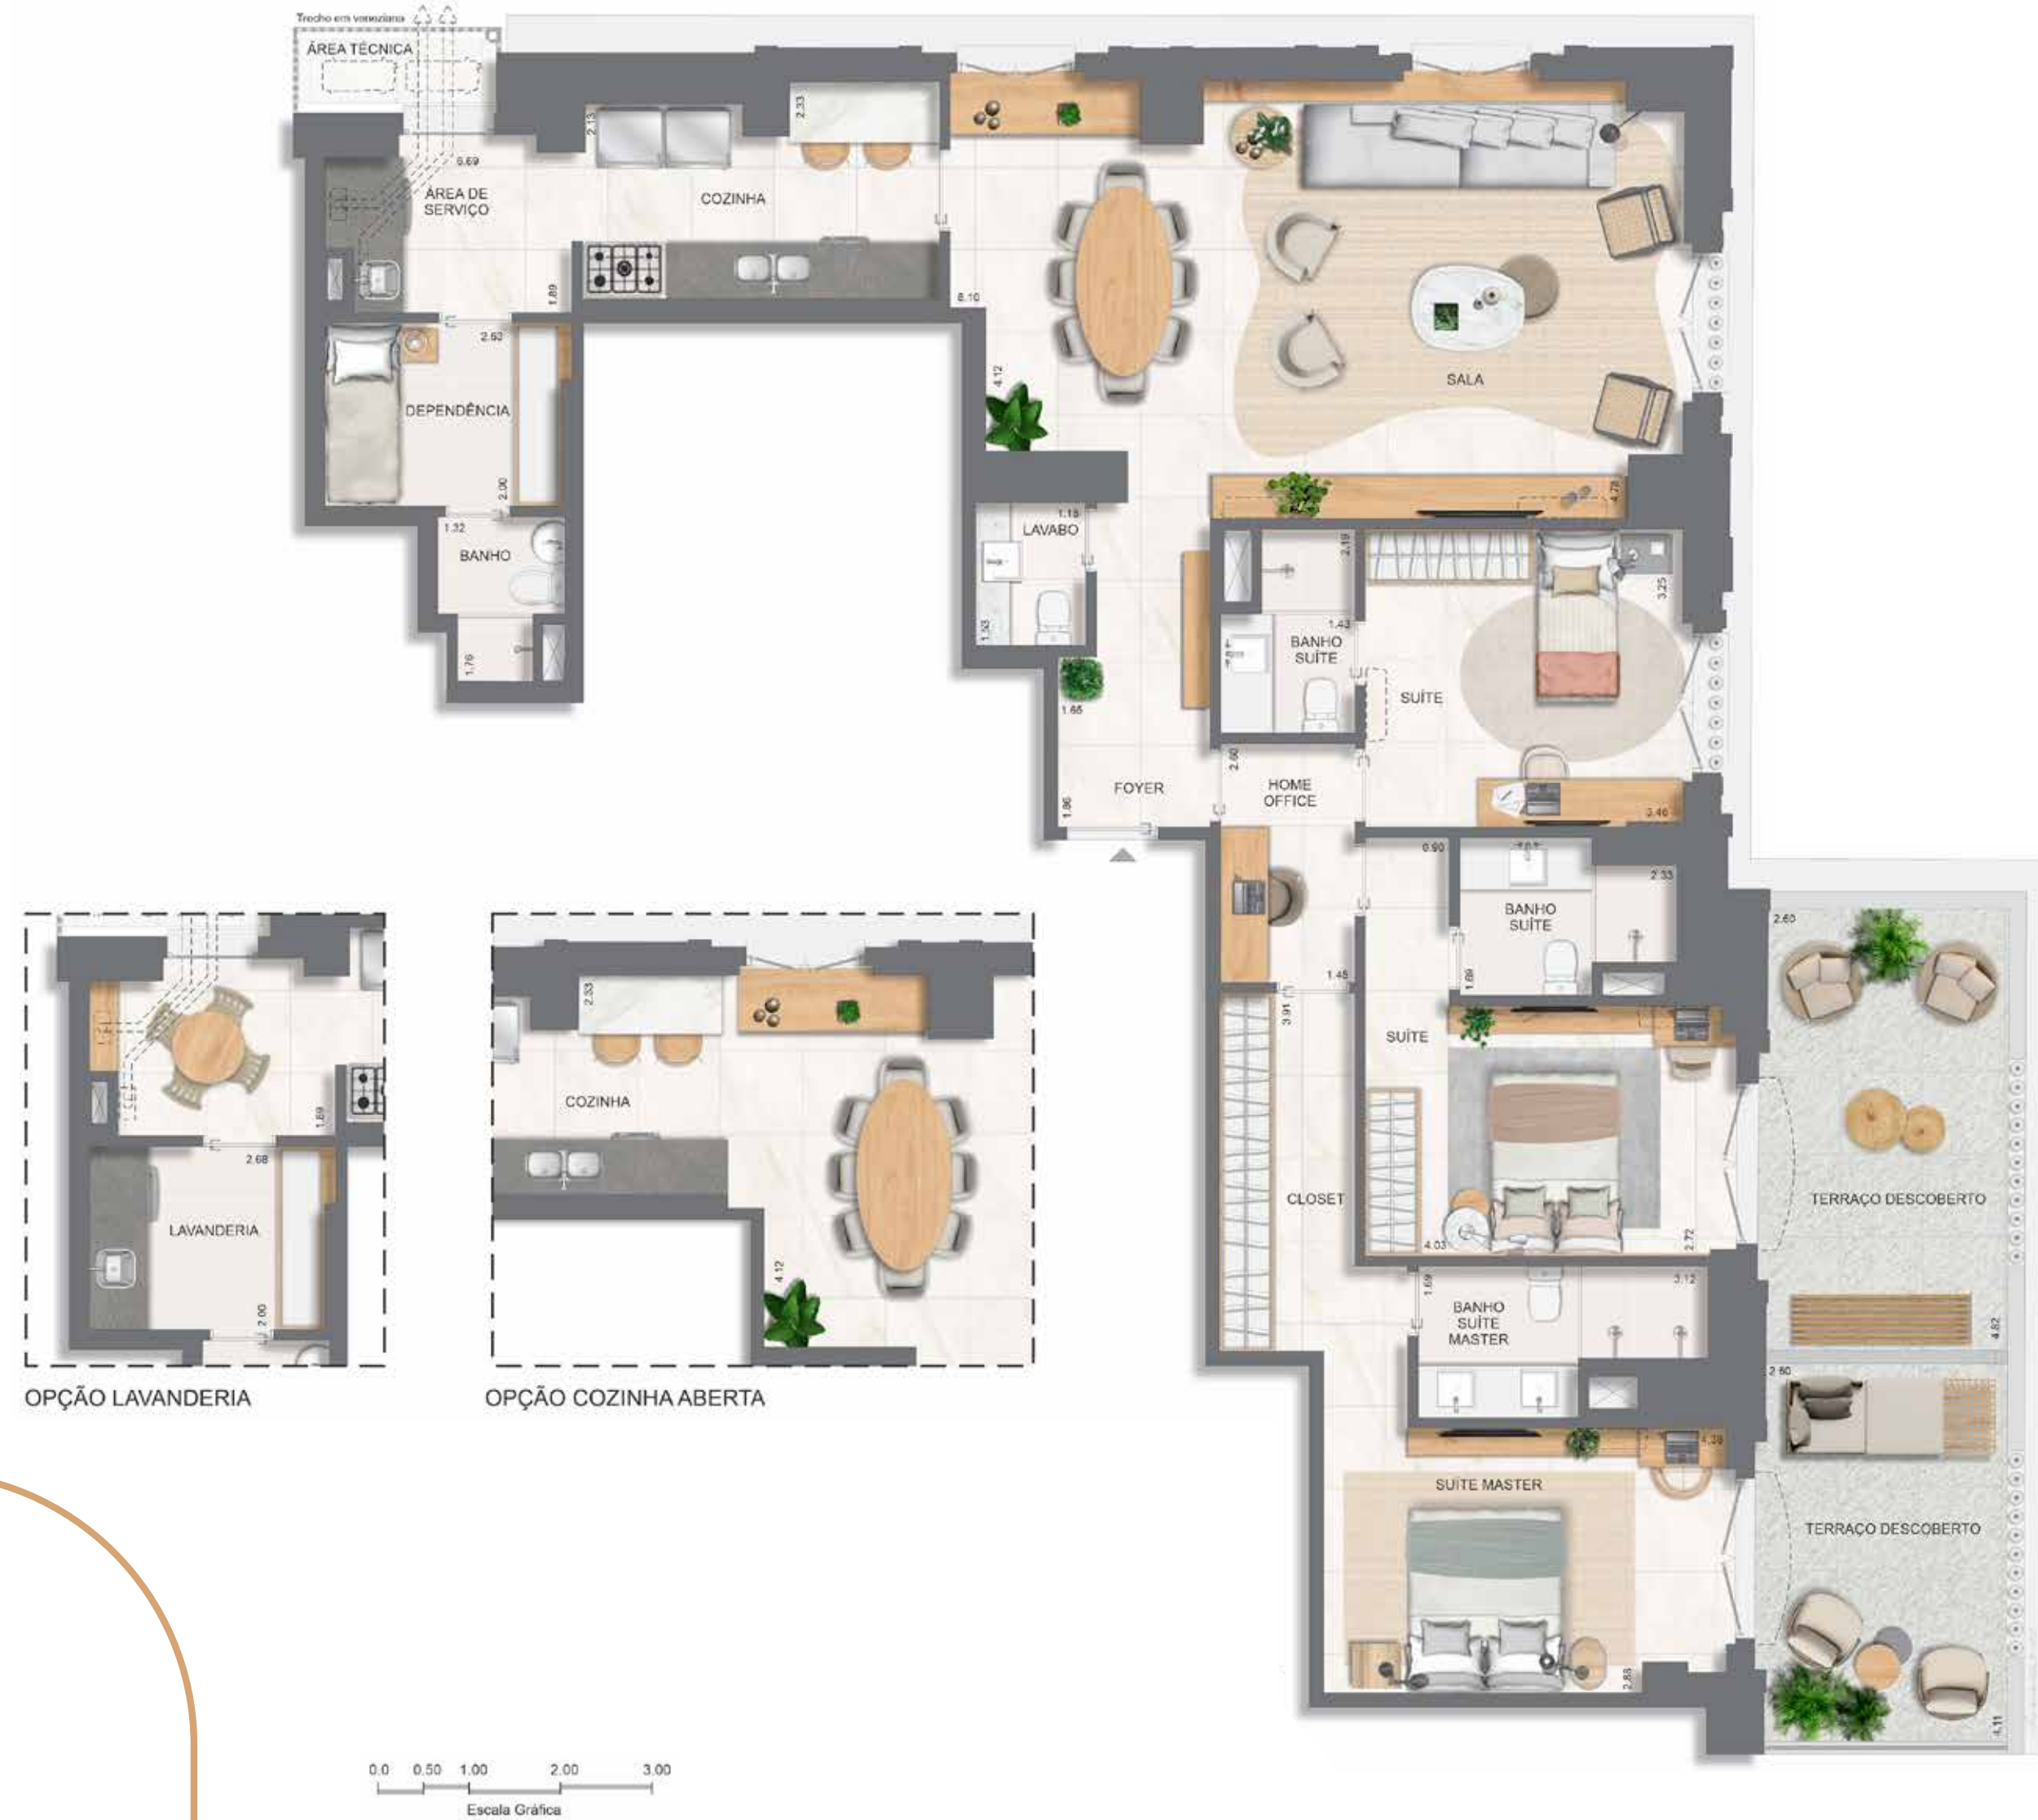 Trecho em veneziana
ÁREA TÉCNICA
2.13
2.33
6.69
ÁREA DE
SERVIÇO
COZINHA
1.89
8.10
2.62
4.12
SALA
DEPENDÊNCIA
2.00
4.78
1.32
BANHO
1.76
1.18
LAVABO
1.53
2.19
1.43
BANHO
SUÍTE
3.25
SUÍTE
1.65
2.60
FOYER
1.86
HOME
OFFICE
3.46
0.90
2.33
BANHO
SUÍTE
1.69
1.45
3.91
SUÍTE
2.60
CLOSET
TERRAÇO DESCOBERTO
4.03
2.72
1.69
3.12
BANHO
SUÍTE
MASTER
4.82
2.60
4.38
SUÍTE MASTER
TERRAÇO DESCOBERTO
2.88
4.11
1.89
2.68
LAVANDERIA
2.00
OPÇÃO LAVANDERIA
2.33
COZINHA
4.12
OPÇÃO COZINHA ABERTA
0.0 0.50 1.00 2.00 3.00
Escala Gráfica